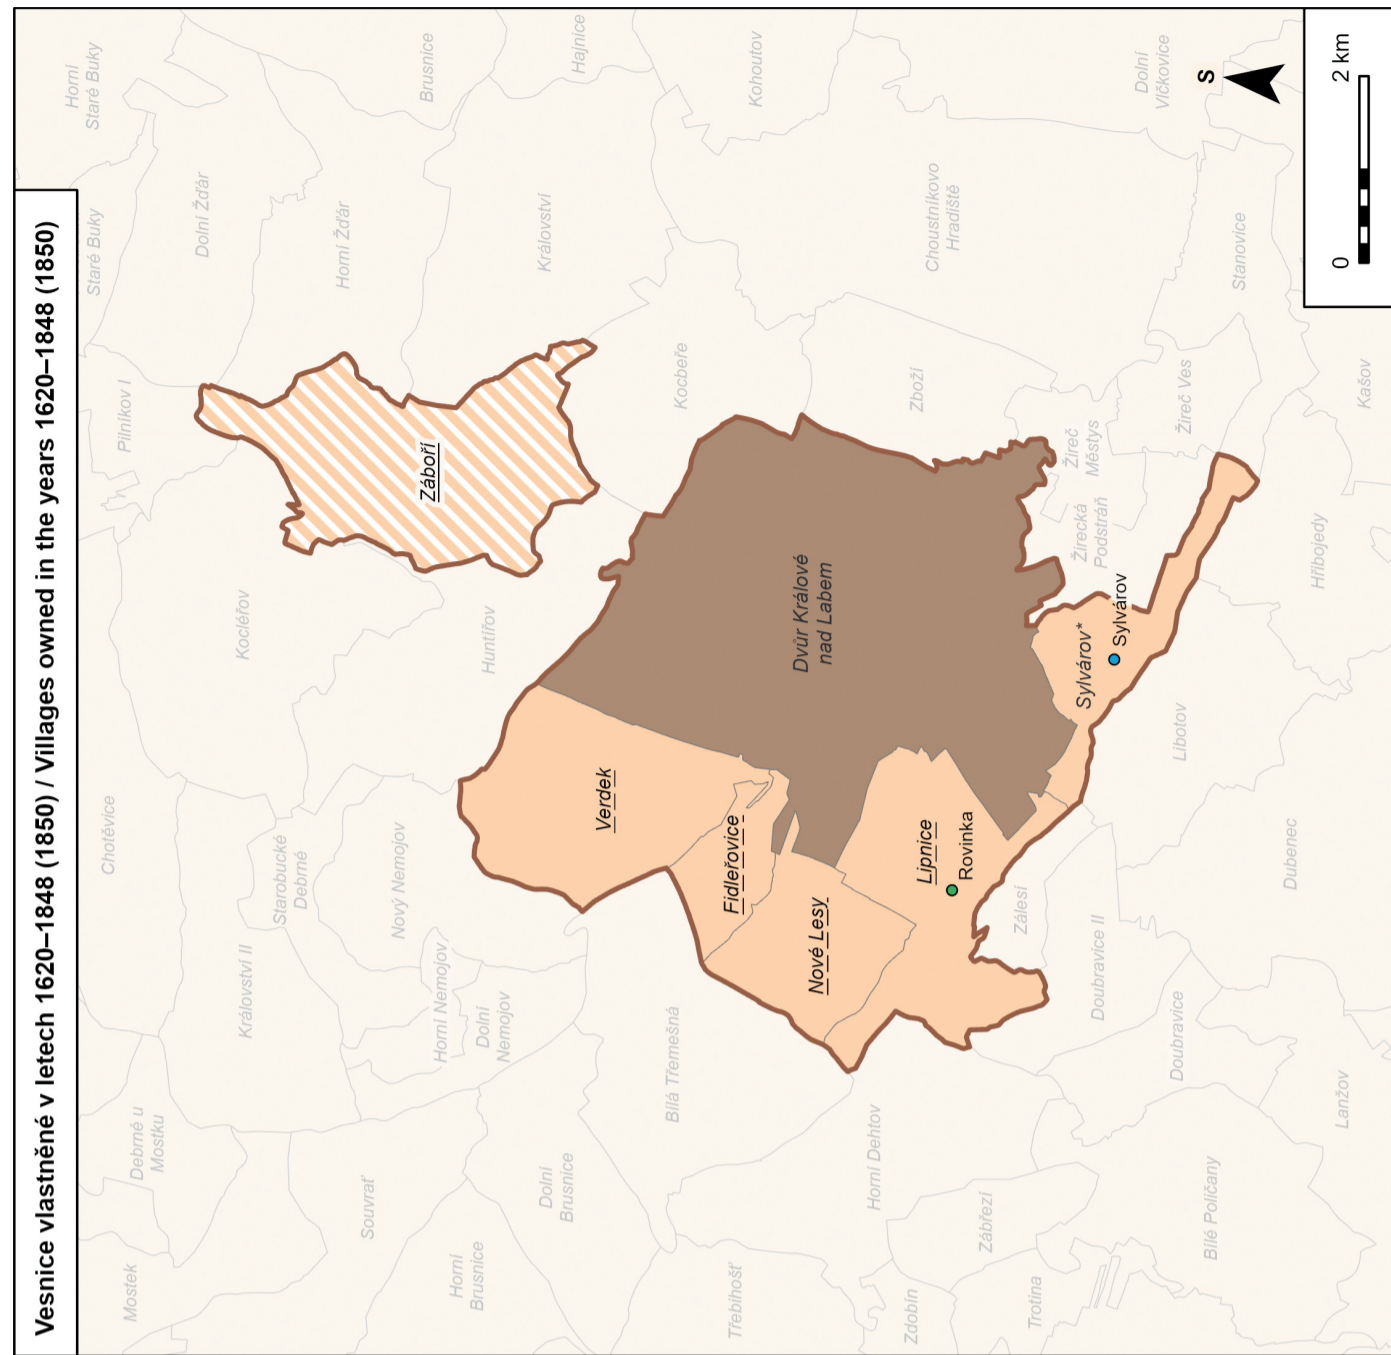 Vesnice vlastněné v letech 1620–1848 (1850) / Villages owned in the years 1620–1848 (1850)
Mostek
Debrné u
Mostku
Království II
Chotěvice
Starobucké
Debrné
Kocléřov
Pilníkov I
Staré Buky
Horní
Staré Buky
Dolní Žďár
Horní Žďár
Brusnice
Hajnice
Království
Kohoutov
Souvrať
Horní
Brusnice
Dolní
Brusnice
Horní Nemojov
Dolní
Nemojov
Nový Nemojov
Huntířov
Záboří
Kocbeře
Verdek
Bílá Třemešná
Třebihošť
Fidleřovice
Nové Lesy
Dvůr Králové
nad Labem
Zboží
Choustníkovo
Hradiště
Dolní
Vlčkovice
Horní Dehtov
Zdobín
Zábřezí
Trotina
Lipnice
Rovinka
Zálesí
Doubravice II
Doubravice
Sylvárov*
Sylvárov
Žirecká
Podstráň
Žireč
Městys
Žireč Ves
Stanovice
Libotov
Bílé Poličany
Lanžov
Dubenec
Hřibojedy
Kašov
S
0
2 km